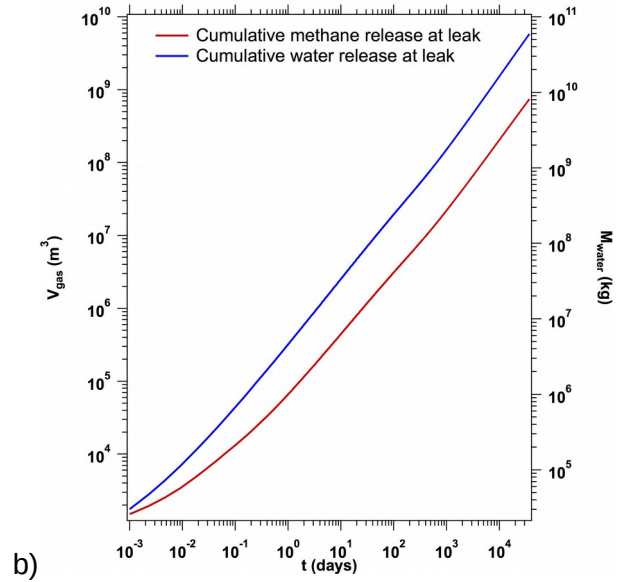 Cumulative methane release at leak
Cumulative water release at leak
10^10
10^9
10^8
10^7
10^6
10^5
10^4
V_gas (m^3)
10^11
10^10
10^9
10^8
10^7
10^6
10^5
M_water (kg)
10^-3 10^-2 10^-1 10^0 10^1 10^2 10^3 10^4
t (days)
b)